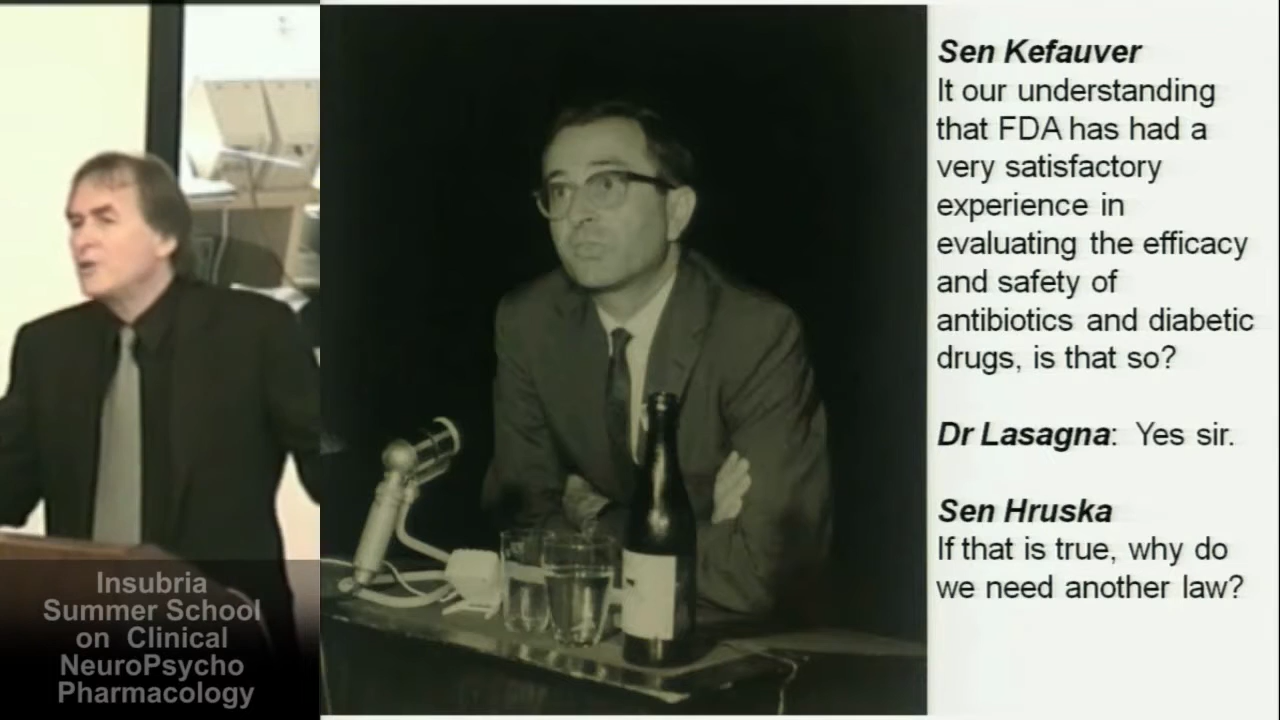 Sen Kefauver
It our understanding
that FDA has had a
very satisfactory
experience in
evaluating the efficacy
and safety of
antibiotics and diabetic
drugs, is that so?
Dr Lasagna: Yes sir.
Sen Hruska
If that is true, why do
we need another law?
Insubria
Summer School
on Clinical
NeuroPsycho
Pharmacology